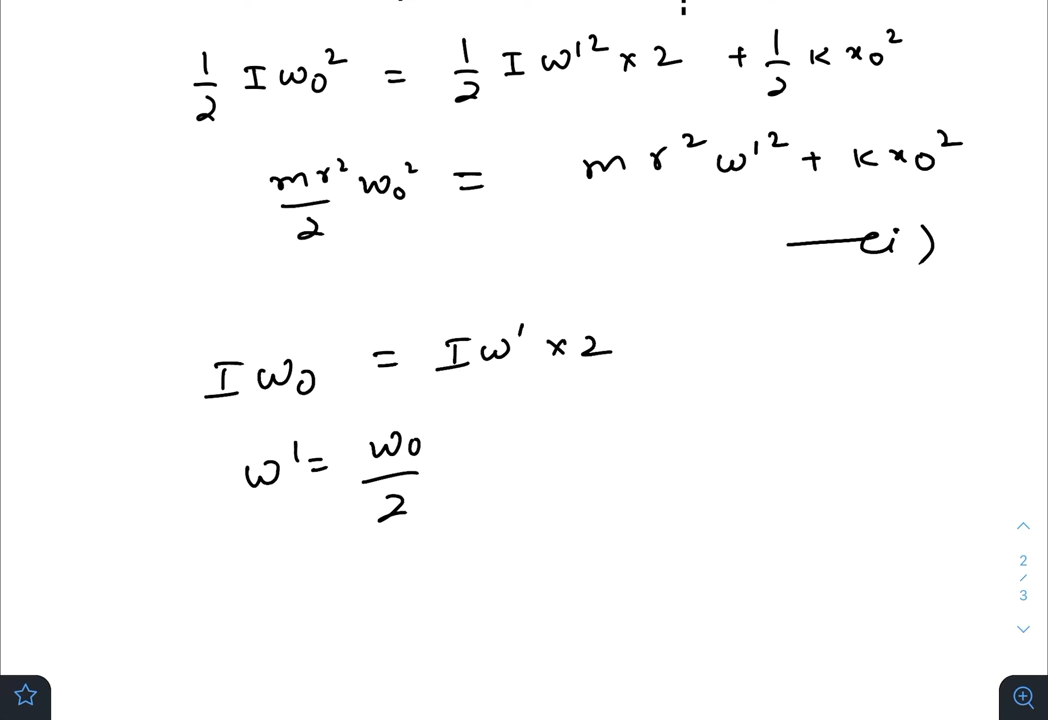 1/2 I ω₀² = 1/2 I ω'² × 2 + 1/2 k x₀²
mr²/2 ω₀² = m r² ω'² + k x₀²
—(i)
I ω₀ = I ω' × 2
ω' = ω₀/2
2
/
3